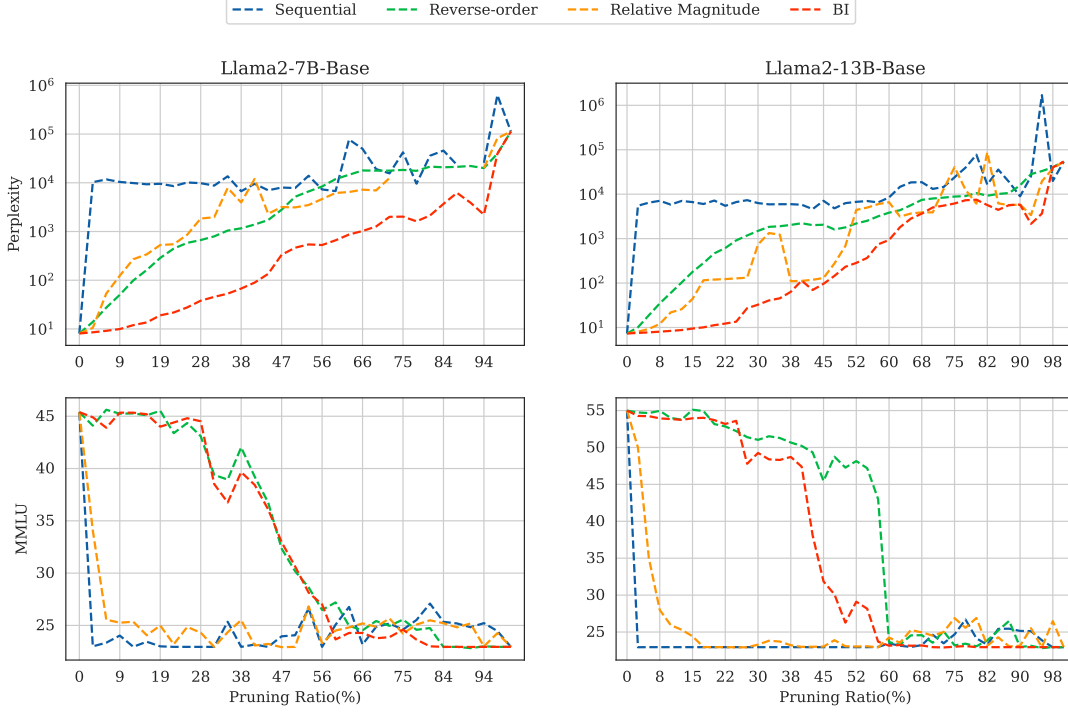 Sequential Reverse-order Relative Magnitude BI
Llama2-7B-Base
Llama2-13B-Base
Perplexity
10^6
10^5
10^4
10^3
10^2
10^1
0 9 19 28 38 47 56 66 75 84 94
10^6
10^5
10^4
10^3
10^2
10^1
0 8 15 22 30 38 45 52 60 68 75 82 90 98
MMLU
45
40
35
30
25
0 9 19 28 38 47 56 66 75 84 94
Pruning Ratio(%)
55
50
45
40
35
30
25
0 8 15 22 30 38 45 52 60 68 75 82 90 98
Pruning Ratio(%)